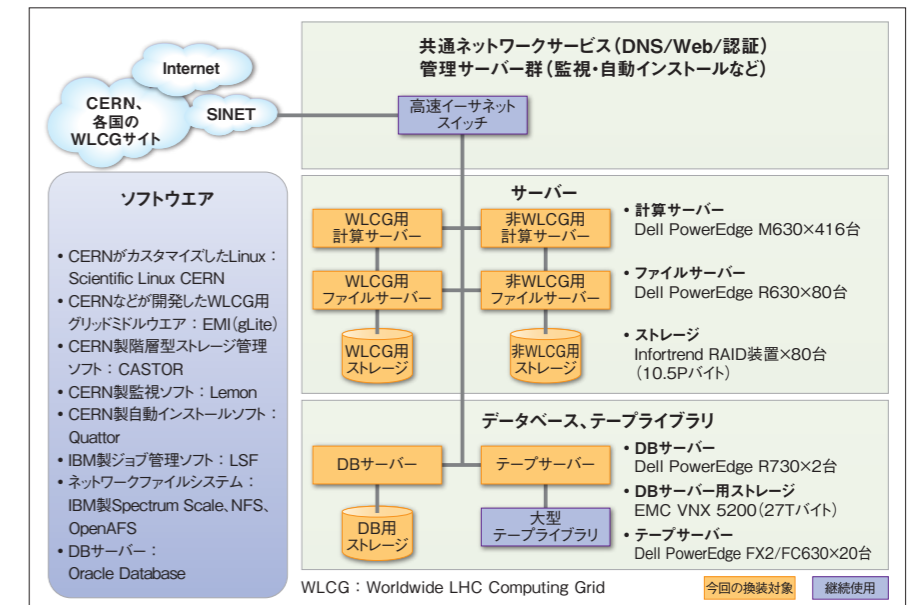 共通ネットワークサービス（DNS/Web/認証）
管理サーバー群（監視・自動インストールなど）
Internet
CERN、
各国の
WLCGサイト
SINET
高速イーサネット
スイッチ
ソフトウエア
• CERNがカスタマイズしたLinux：
Scientific Linux CERN
• CERNなどが開発したWLCG用
グリッドミドルウエア：EMI（gLite）
• CERN製階層型ストレージ管理
ソフト：CASTOR
• CERN製監視ソフト：Lemon
• CERN製自動インストールソフト：
Quattor
• IBM製ジョブ管理ソフト：LSF
• ネットワークファイルシステム：
IBM製Spectrum Scale、NFS、
OpenAFS
• DBサーバー：
Oracle Database
サーバー
WLCG用
計算サーバー
非WLCG用
計算サーバー
WLCG用
ファイルサーバー
非WLCG用
ファイルサーバー
WLCG用
ストレージ
非WLCG用
ストレージ
• 計算サーバー
Dell PowerEdge M630×416台
• ファイルサーバー
Dell PowerEdge R630×80台
• ストレージ
Infortrend RAID装置×80台
（10.5Pバイト）
データベース、テープライブラリ
DBサーバー
テープサーバー
DB用
ストレージ
大型
テープライブラリ
• DBサーバー
Dell PowerEdge R730×2台
• DBサーバー用ストレージ
EMC VNX 5200（27Tバイト）
• テープサーバー
Dell PowerEdge FX2/FC630×20台
WLCG：Worldwide LHC Computing Grid
今回の換装対象
継続使用